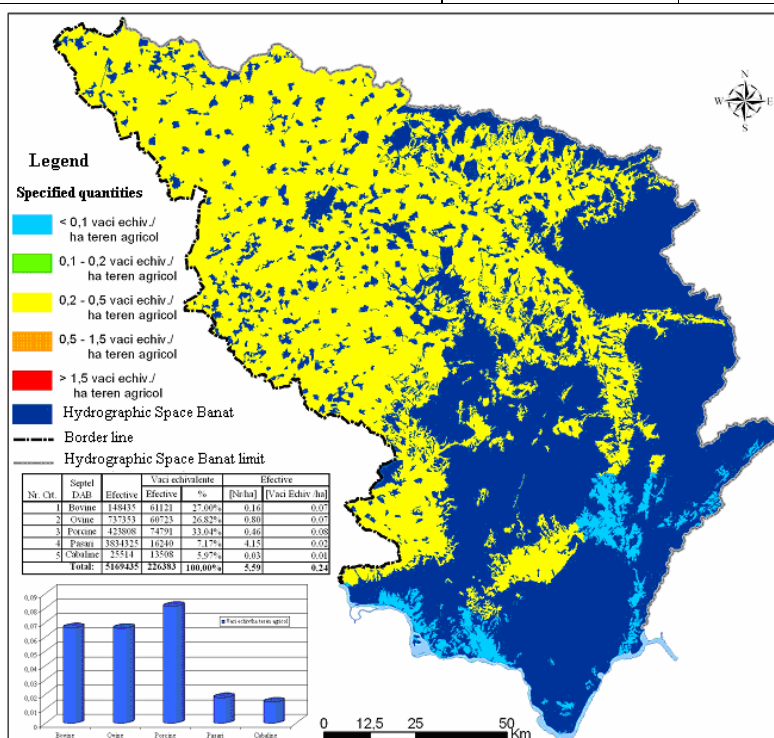 N
W E
S
Legend
Specified quantities
< 0,1 vaci echiv./
ha teren agricol
0,1 - 0,2 vaci echiv./
ha teren agricol
0,2 - 0,5 vaci echiv./
ha teren agricol
0,5 - 1,5 vaci echiv./
ha teren agricol
> 1,5 vaci echiv./
ha teren agricol
Hydrographic Space Banat
Border line
Hydrographic Space Banat limit
Nr. Crt. Septel DAB Effective Vaci echivalente Efective
Effective % [Nr/ha] [Vaci Echiv /ha]
1 Bovine 148435 61121 27.00% 0.16 0.07
2 Ovine 737353 60723 26.82% 0.80 0.07
3 Porcine 423808 74791 33.04% 0.46 0.08
4 Pasari 3834325 16240 7.17% 4.15 0.02
5 Cabaline 25514 13508 5.97% 0.03 0.01
Total: 5169435 226383 100.00% 5.59 0.24
0,09
0,08
0,07
0,06
0,05
0,04
0,03
0,02
0,01
0
Vaci echiv/ha teren agricol
Bovine Ovine Porcine Pasari Cabaline
0 12,5 25 50
Km